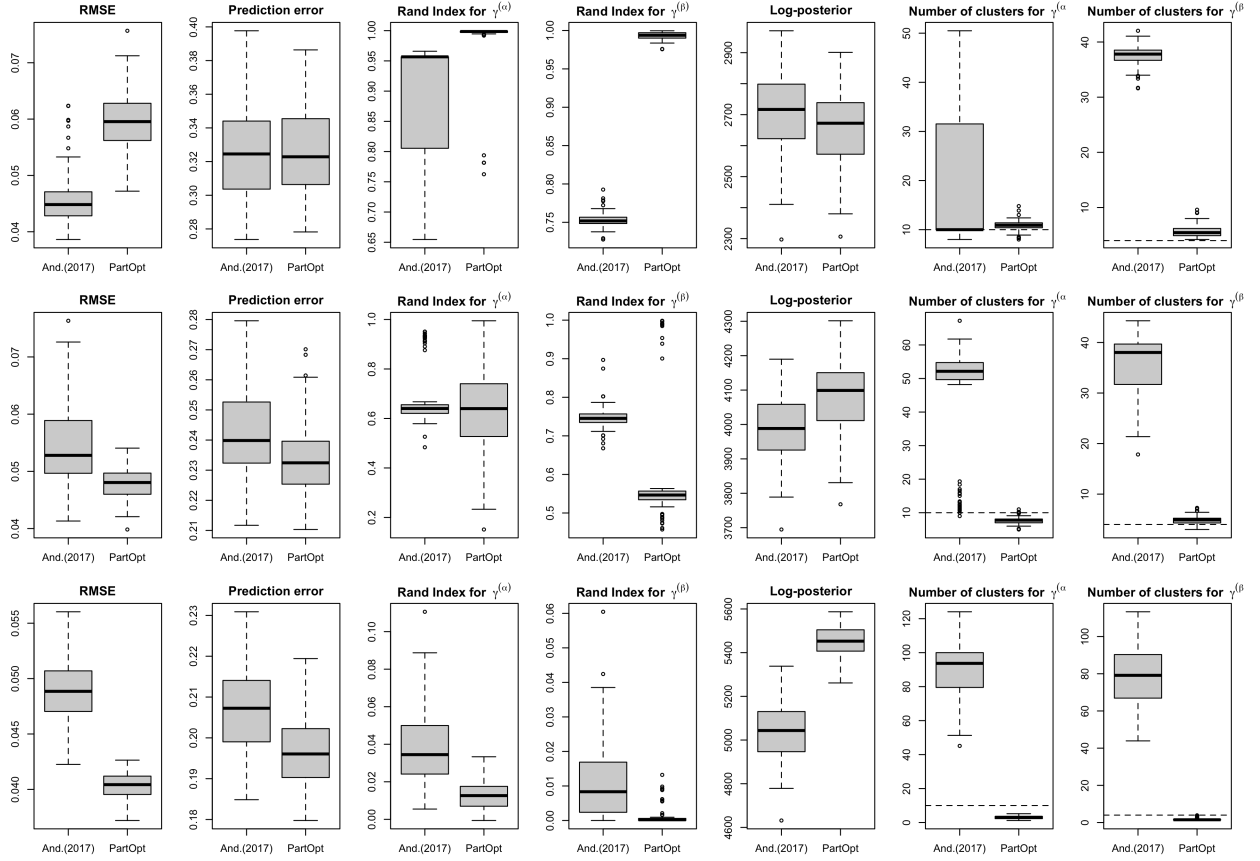 RMSE
0.07
0.06
0.05
0.04
And.(2017) PartOpt
Prediction error
0.40
0.38
0.36
0.34
0.32
0.30
0.28
And.(2017) PartOpt
Rand Index for γ(α)
1.00
0.95
0.90
0.85
0.80
0.75
0.70
0.65
And.(2017) PartOpt
Rand Index for γ(β)
1.00
0.95
0.90
0.85
0.80
0.75
And.(2017) PartOpt
Log-posterior
2900
2700
2500
2300
And.(2017) PartOpt
Number of clusters for γ(α
50
40
30
20
10
And.(2017) PartOpt
Number of clusters for γ(β
40
30
20
10
And.(2017) PartOpt
RMSE
0.07
0.06
0.05
0.04
And.(2017) PartOpt
Prediction error
0.28
0.27
0.26
0.25
0.24
0.23
0.22
0.21
And.(2017) PartOpt
Rand Index for γ(α)
1.0
0.8
0.6
0.4
0.2
And.(2017) PartOpt
Rand Index for γ(β)
1.0
0.9
0.8
0.7
0.6
0.5
And.(2017) PartOpt
Log-posterior
4300
4200
4100
4000
3900
3800
3700
And.(2017) PartOpt
Number of clusters for γ(α
60
50
40
30
20
10
And.(2017) PartOpt
Number of clusters for γ(β
40
30
20
10
And.(2017) PartOpt
RMSE
0.055
0.050
0.045
0.040
And.(2017) PartOpt
Prediction error
0.23
0.22
0.21
0.20
0.19
0.18
And.(2017) PartOpt
Rand Index for γ(α)
0.10
0.08
0.06
0.04
0.02
0.00
And.(2017) PartOpt
Rand Index for γ(β)
0.06
0.05
0.04
0.03
0.02
0.01
0.00
And.(2017) PartOpt
Log-posterior
5600
5400
5200
5000
4800
4600
And.(2017) PartOpt
Number of clusters for γ(α
120
100
80
60
40
20
0
And.(2017) PartOpt
Number of clusters for γ(β
100
80
60
40
20
0
And.(2017) PartOpt